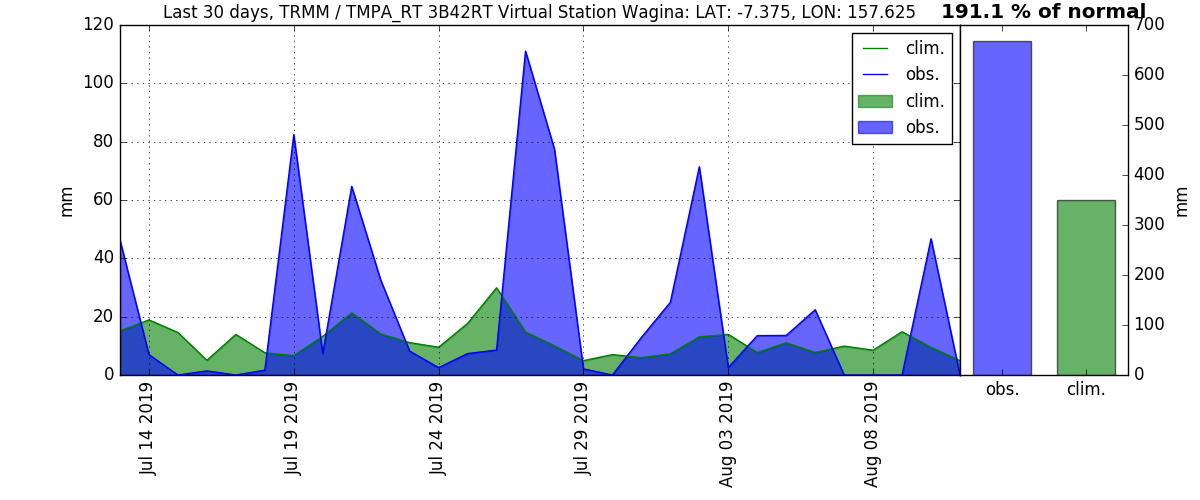 Last 30 days, TRMM / TMPA_RT 3B42RT Virtual Station Wagina: LAT: -7.375, LON: 157.625
191.1 % of normal
120
100
80
60
40
20
0
mm
clim.
obs.
clim.
obs.
700
600
500
400
300
200
100
0
mm
Jul 14 2019
Jul 19 2019
Jul 24 2019
Jul 29 2019
Aug 03 2019
Aug 08 2019
obs.
clim.